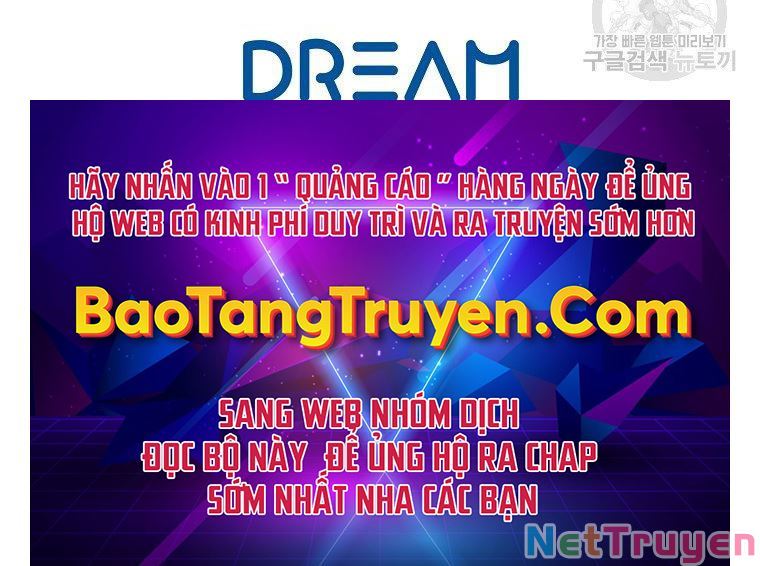 가장 빠른 웹툰 미리보기
구글검색 뉴토끼
DREAM
HÃY NHẤN VÀO 1 “ QUẢNG CÁO ” HÀNG NGÀY ĐỂ ỦNG
HỘ WEB CÓ KINH PHÍ DUY TRÌ VÀ RA TRUYỆN SỚM HƠN
BaoTangTruyen.Com
SANG WEB NHÓM DỊCH
ĐỌC BỘ NÀY ĐỂ ỦNG HỘ RA CHAP
SỚM NHẤT NHA CÁC BẠN
NetTruyen